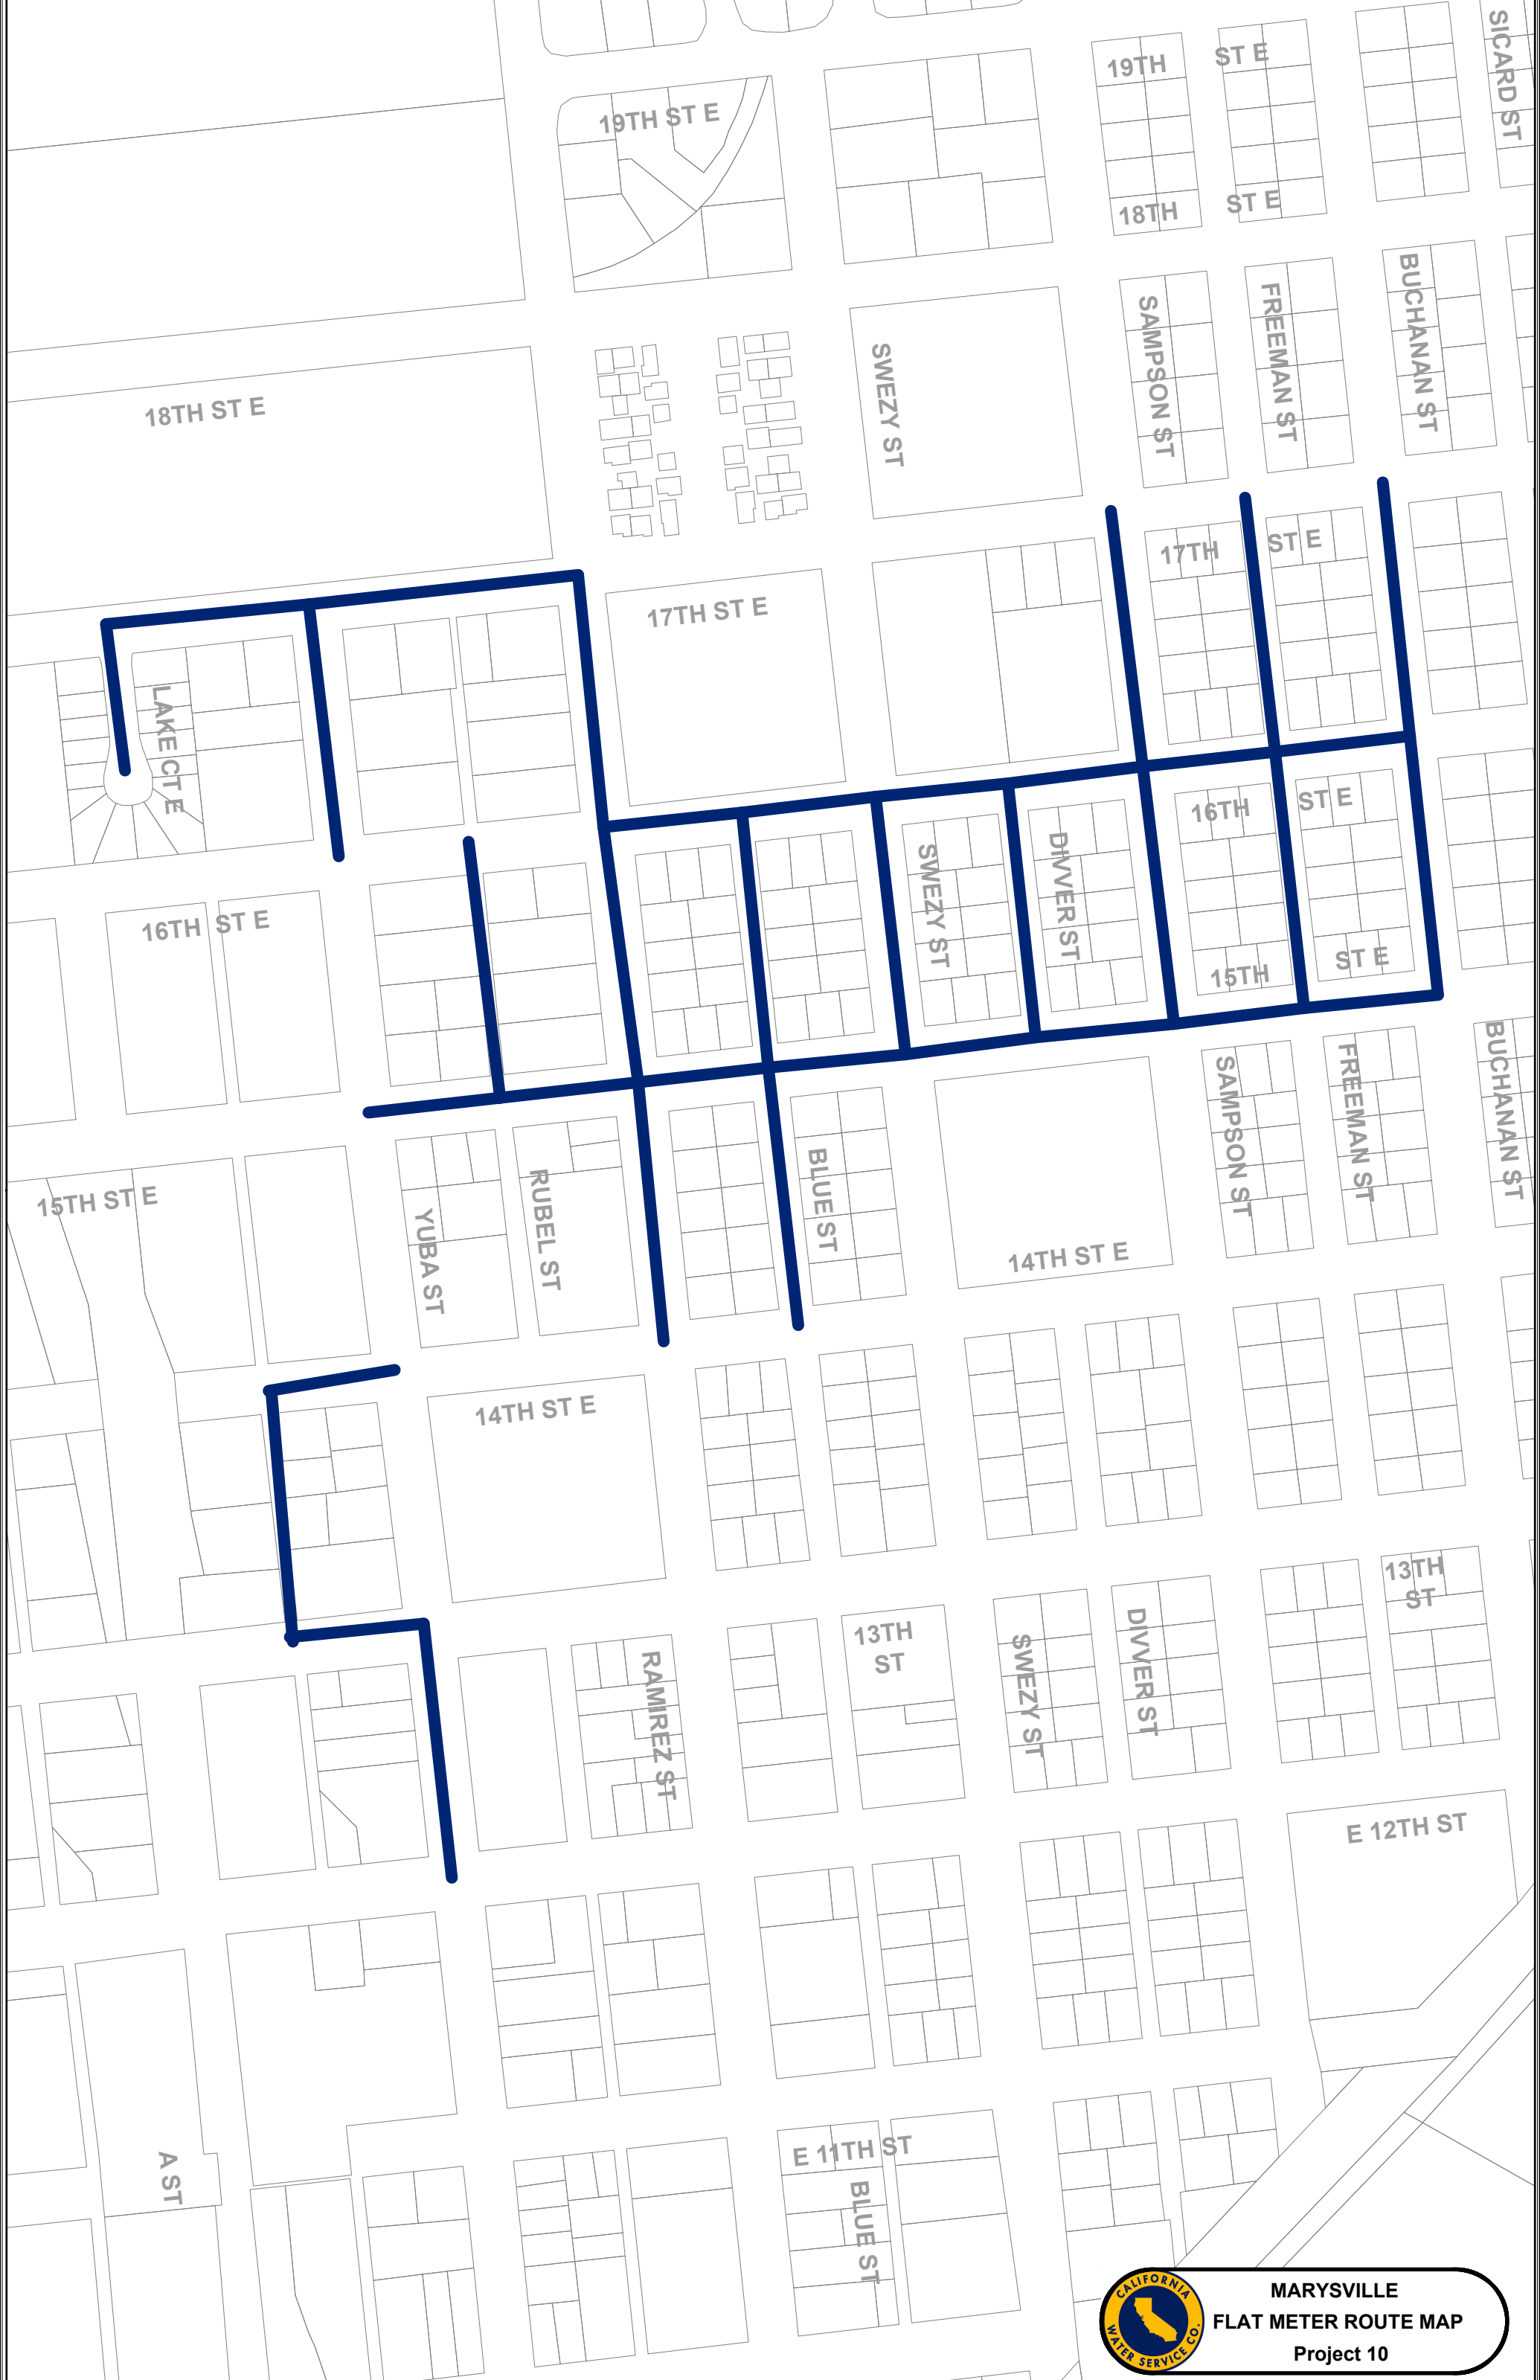 SICARD ST
19TH ST E
19TH ST E
18TH ST E
BUCHANAN ST
FREEMAN ST
SAMPSON ST
SWEZY ST
18TH ST E
17TH ST E
17TH ST E
LAKE CT E
16TH ST E
DIVVER ST
SWEZY ST
16TH ST E
15TH ST E
BUCHANAN ST
FREEMAN ST
SAMPSON ST
BLUE ST
RUBEL ST
15TH ST E
YUBA ST
14TH ST E
14TH ST E
13TH
ST
DIVVER ST
13TH
ST
SWEZY ST
RAMIREZ ST
E 12TH ST
E 11TH ST
A ST
BLUE ST
CALIFORNIA
WATER SERVICE CO.
MARYSVILLE
FLAT METER ROUTE MAP
Project 10